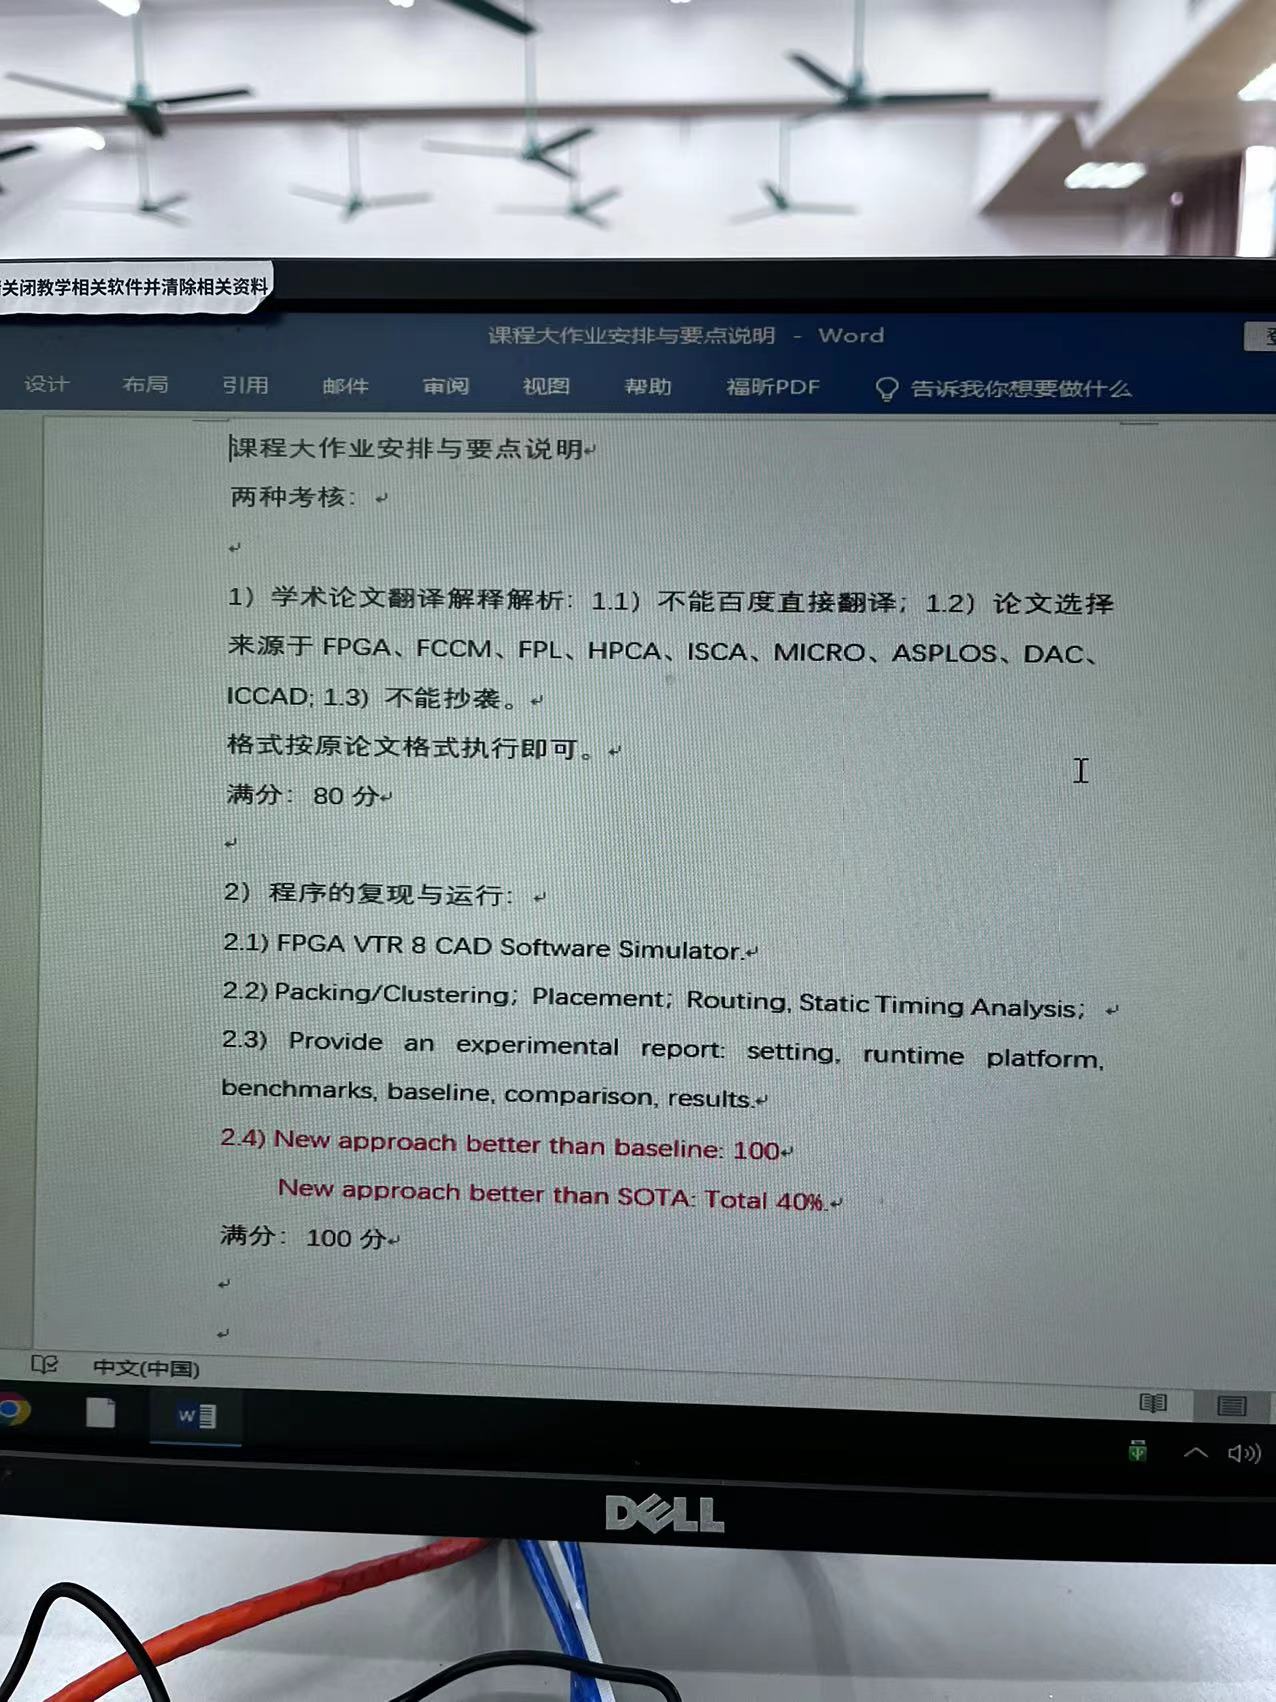 关闭教学相关软件并清除相关资料
课程大作业安排与要点说明 - Word
设计 布局 引用 邮件 审阅 视图 帮助 福昕PDF 告诉我你想要做什么
课程大作业安排与要点说明
两种考核：
1）学术论文翻译解释解析：1.1）不能百度直接翻译；1.2）论文选择
来源于 FPGA、FCCM、FPL、HPCA、ISCA、MICRO、ASPLOS、DAC、
ICCAD; 1.3）不能抄袭。
格式按原论文格式执行即可。
满分：80 分
2）程序的复现与运行：
2.1) FPGA VTR 8 CAD Software Simulator.
2.2) Packing/Clustering；Placement；Routing, Static Timing Analysis；
2.3) Provide an experimental report: setting, runtime platform,
benchmarks, baseline, comparison, results.
2.4) New approach better than baseline: 100
New approach better than SOTA: Total 40%.
满分：100 分
中文(中国)
DELL